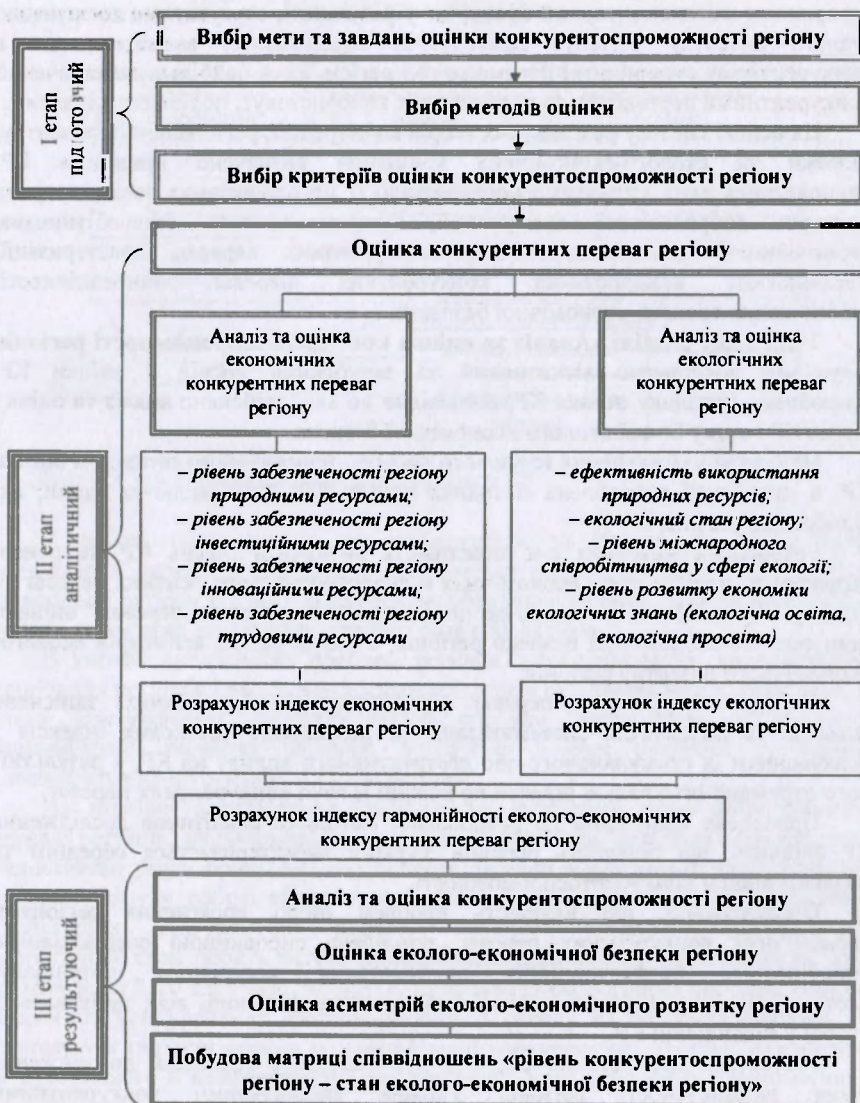 І етап
підготовчий
Вибір мети та завдань оцінки конкурентоспроможності регіону
Вибір методів оцінки
Вибір критеріїв оцінки конкурентоспроможності регіону
ІІ етап
аналітичний
Оцінка конкурентних переваг регіону
Аналіз та оцінка
економічних
конкурентних переваг
регіону
Аналіз та оцінка
екологічних
конкурентних переваг
регіону
– рівень забезпеченості регіону
природними ресурсами;
– рівень забезпеченості регіону
інвестиційними ресурсами;
– рівень забезпеченості регіону
інноваційними ресурсами;
– рівень забезпеченості регіону
трудовими ресурсами
– ефективність використання
природних ресурсів;
– екологічний стан регіону;
– рівень міжнародного
співробітництва у сфері екології;
– рівень розвитку економіки
екологічних знань (екологічна освіта,
екологічна просвіта)
Розрахунок індексу економічних
конкурентних переваг регіону
Розрахунок індексу екологічних
конкурентних переваг регіону
Розрахунок індексу гармонійності еколого-економічних
конкурентних переваг регіону
ІІІ етап
результуючий
Аналіз та оцінка конкурентоспроможності регіону
Оцінка еколого-економічної безпеки регіону
Оцінка асиметрій еколого-економічного розвитку регіону
Побудова матриці співвідношень «рівень конкурентоспроможності
регіону – стан еколого-економічної безпеки регіону»